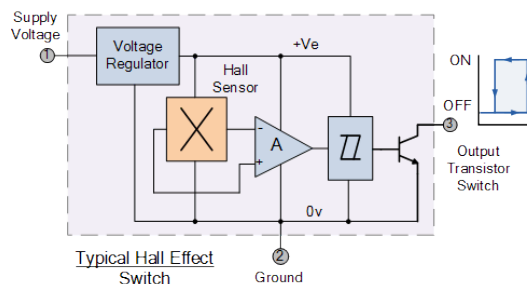 Supply
Voltage
1
Voltage
Regulator
+Ve
Hall
Sensor
-
+
A
ON
OFF
3
Output
Transistor
Switch
0v
2
Ground
Typical Hall Effect
Switch